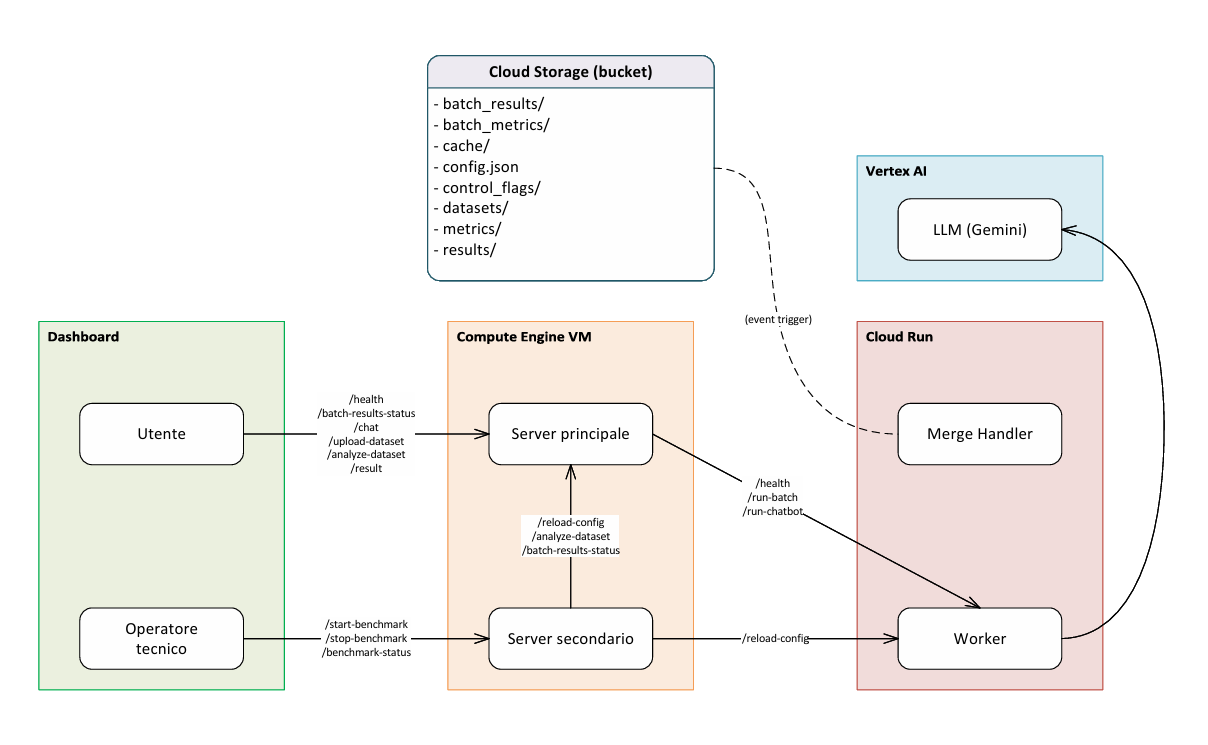 Cloud Storage (bucket)
- batch_results/
- batch_metrics/
- cache/
- config.json
- control_flags/
- datasets/
- metrics/
- results/
Vertex AI
LLM (Gemini)
(event trigger)
Dashboard
Utente
Operatore
tecnico
/health
/batch-results-status
/chat
/upload-dataset
/analyze-dataset
/result
/start-benchmark
/stop-benchmark
/benchmark-status
Compute Engine VM
Server principale
/reload-config
/analyze-dataset
/batch-results-status
Server secondario
/health
/run-batch
/run-chatbot
/reload-config
Cloud Run
Merge Handler
Worker